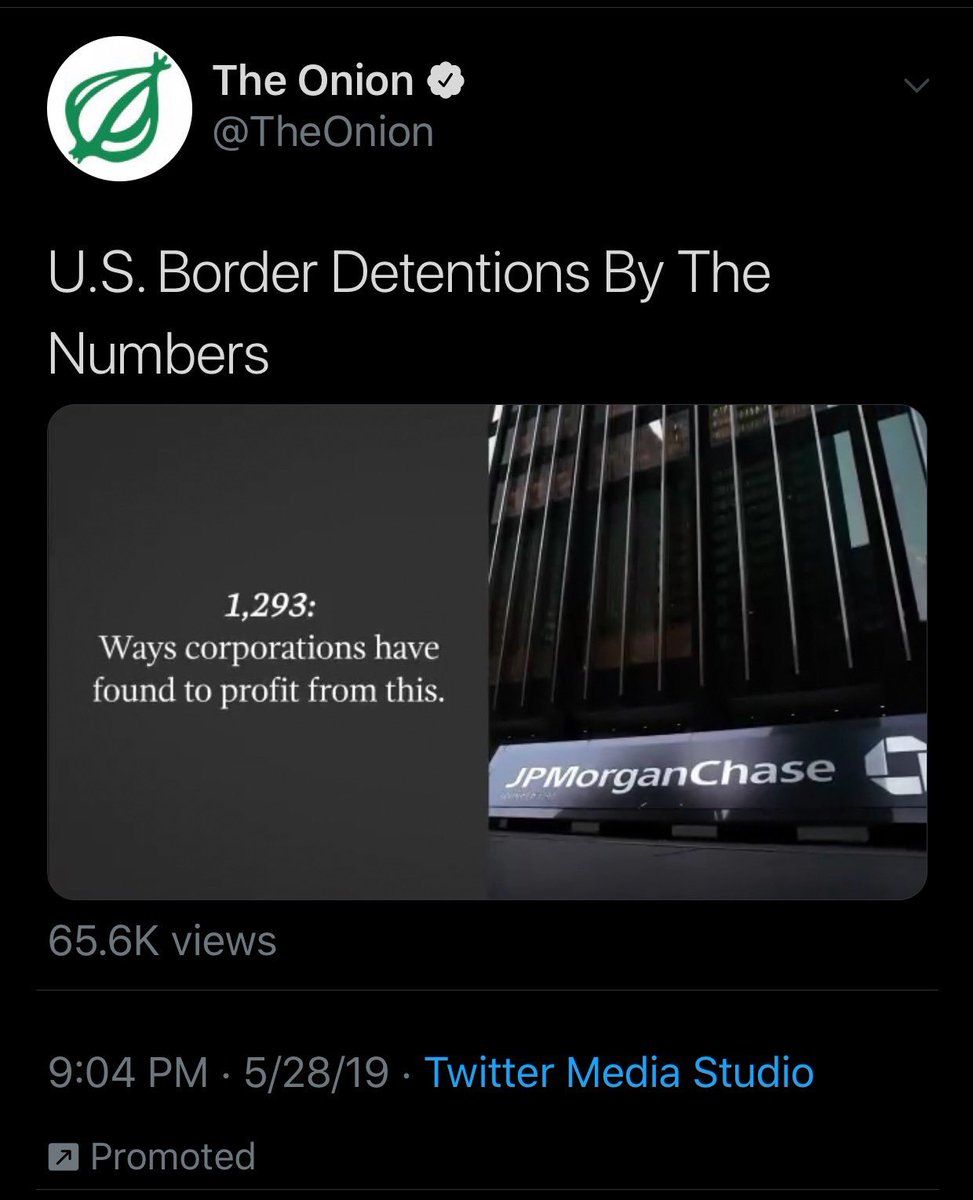 The Onion
@TheOnion
U.S. Border Detentions By The
Numbers
1,293:
Ways corporations have
found to profit from this.
JPMorganChase
65.6K views
9:04 PM · 5/28/19 · Twitter Media Studio
Promoted